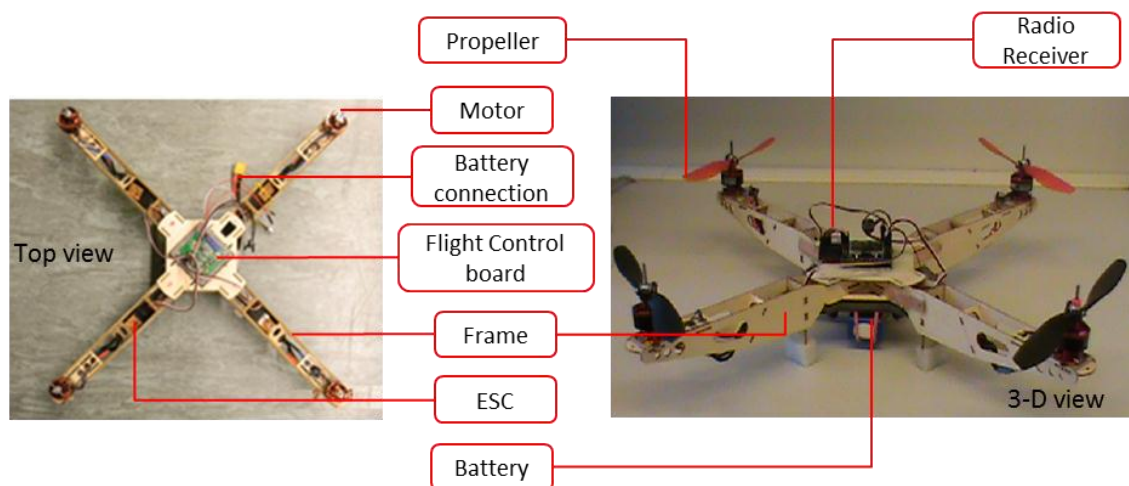 Propeller
Radio
Receiver
Motor
Battery
connection
Top view
Flight Control
board
Frame
ESC
3-D view
Battery